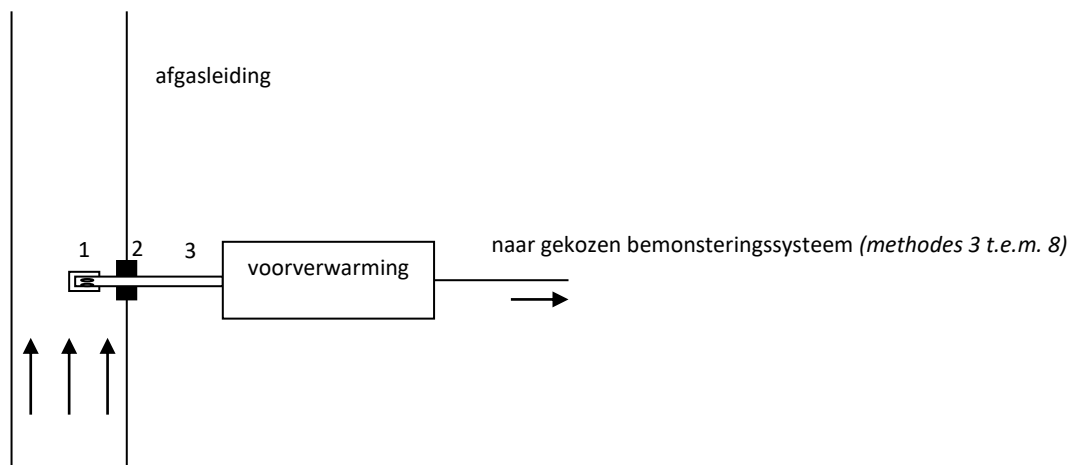 afgasleiding
1 2 3
voorverwarming
naar gekozen bemonsteringssysteem (methodes 3 t.e.m. 8)